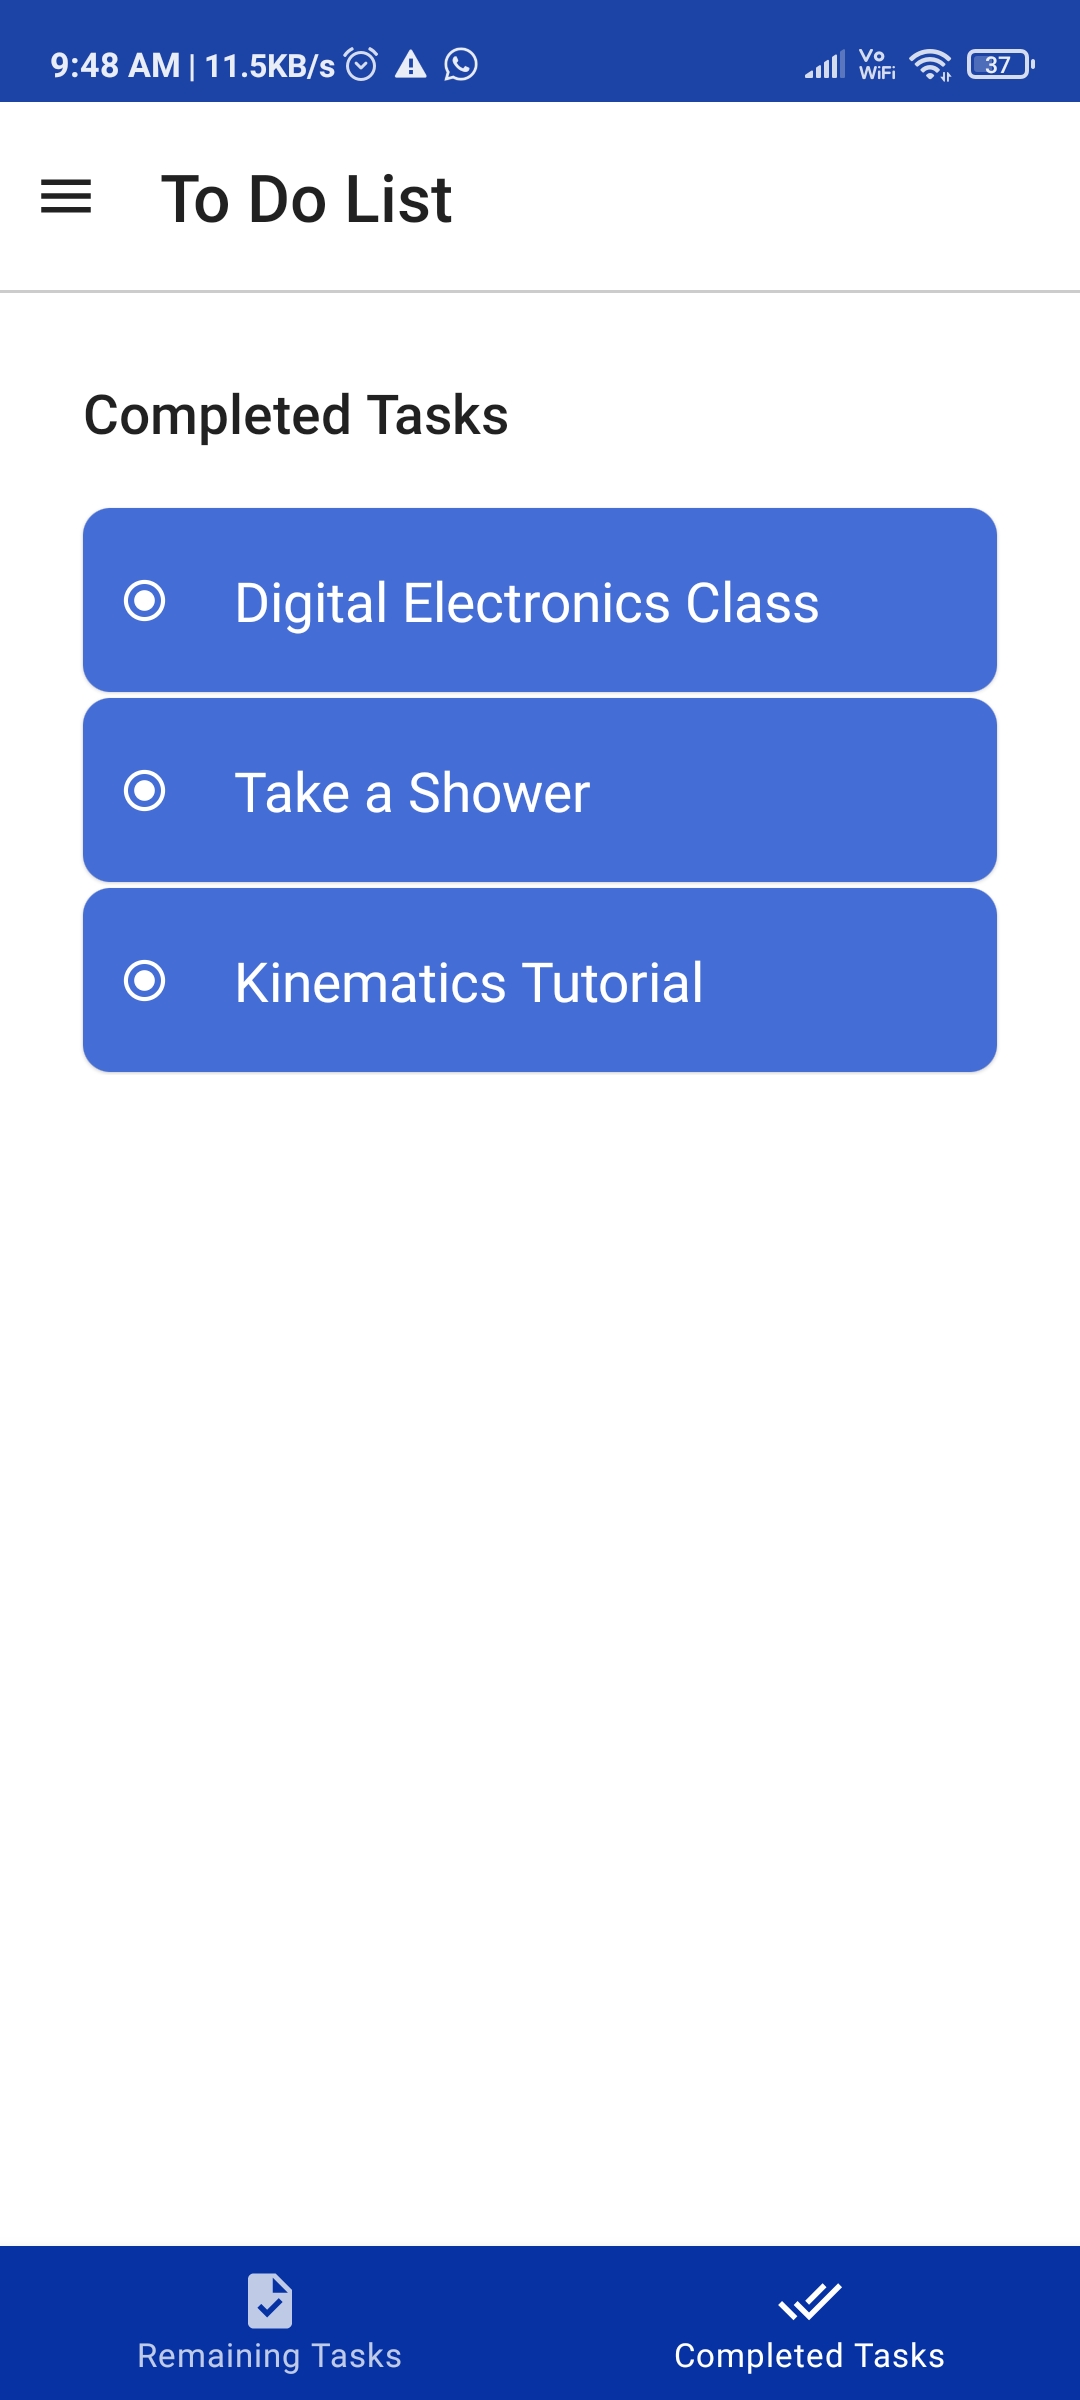 9:48 AM | 11.5KB/s Vo WiFi 37
To Do List
Completed Tasks
Digital Electronics Class
Take a Shower
Kinematics Tutorial
Remaining Tasks Completed Tasks